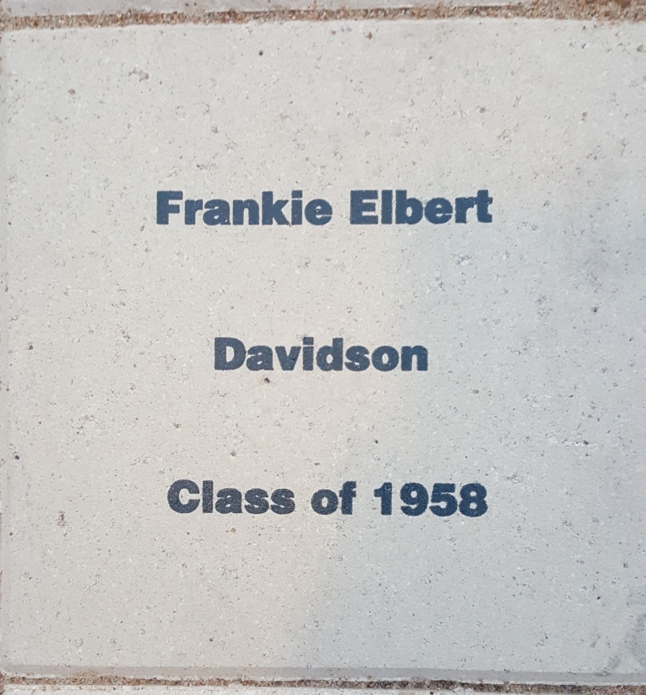 Frankie Elbert
Davidson
Class of 1958